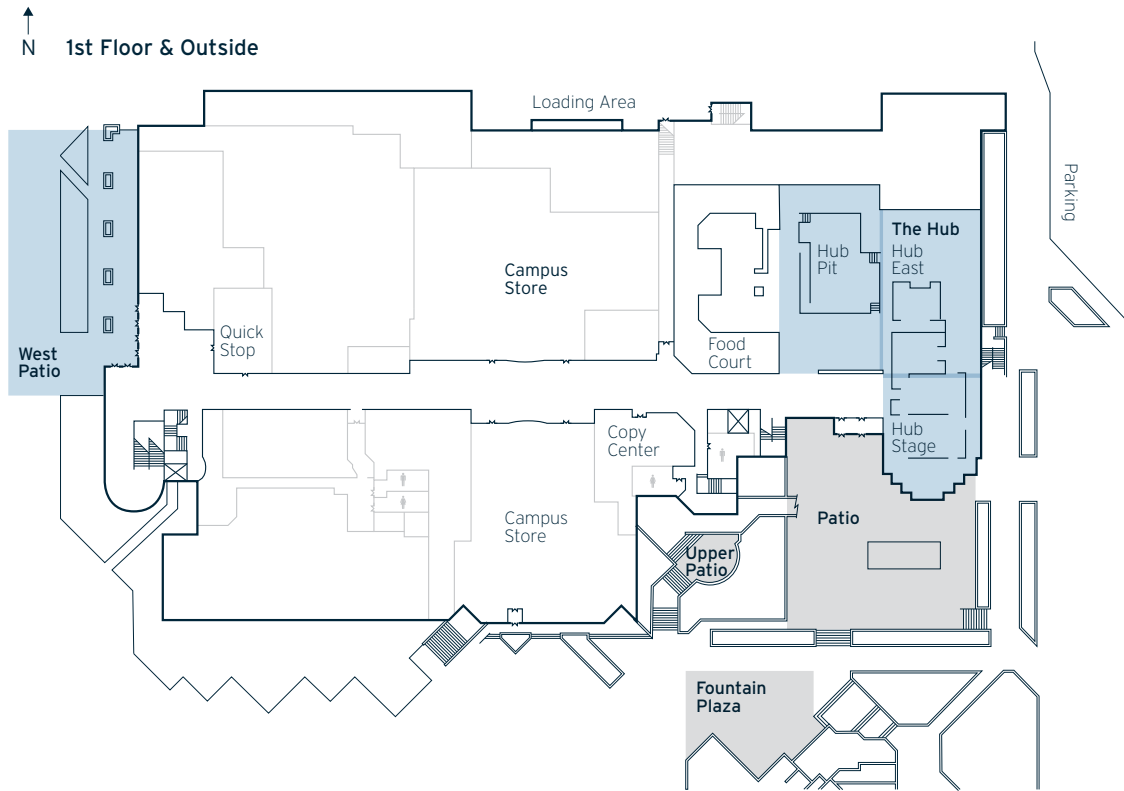 N 1st Floor & Outside
Loading Area
Parking
The Hub
Hub
East
Hub
Pit
Campus
Store
Quick
Stop
Food
Court
West
Patio
Copy
Center
Hub
Stage
Campus
Store
Patio
Upper
Patio
Fountain
Plaza